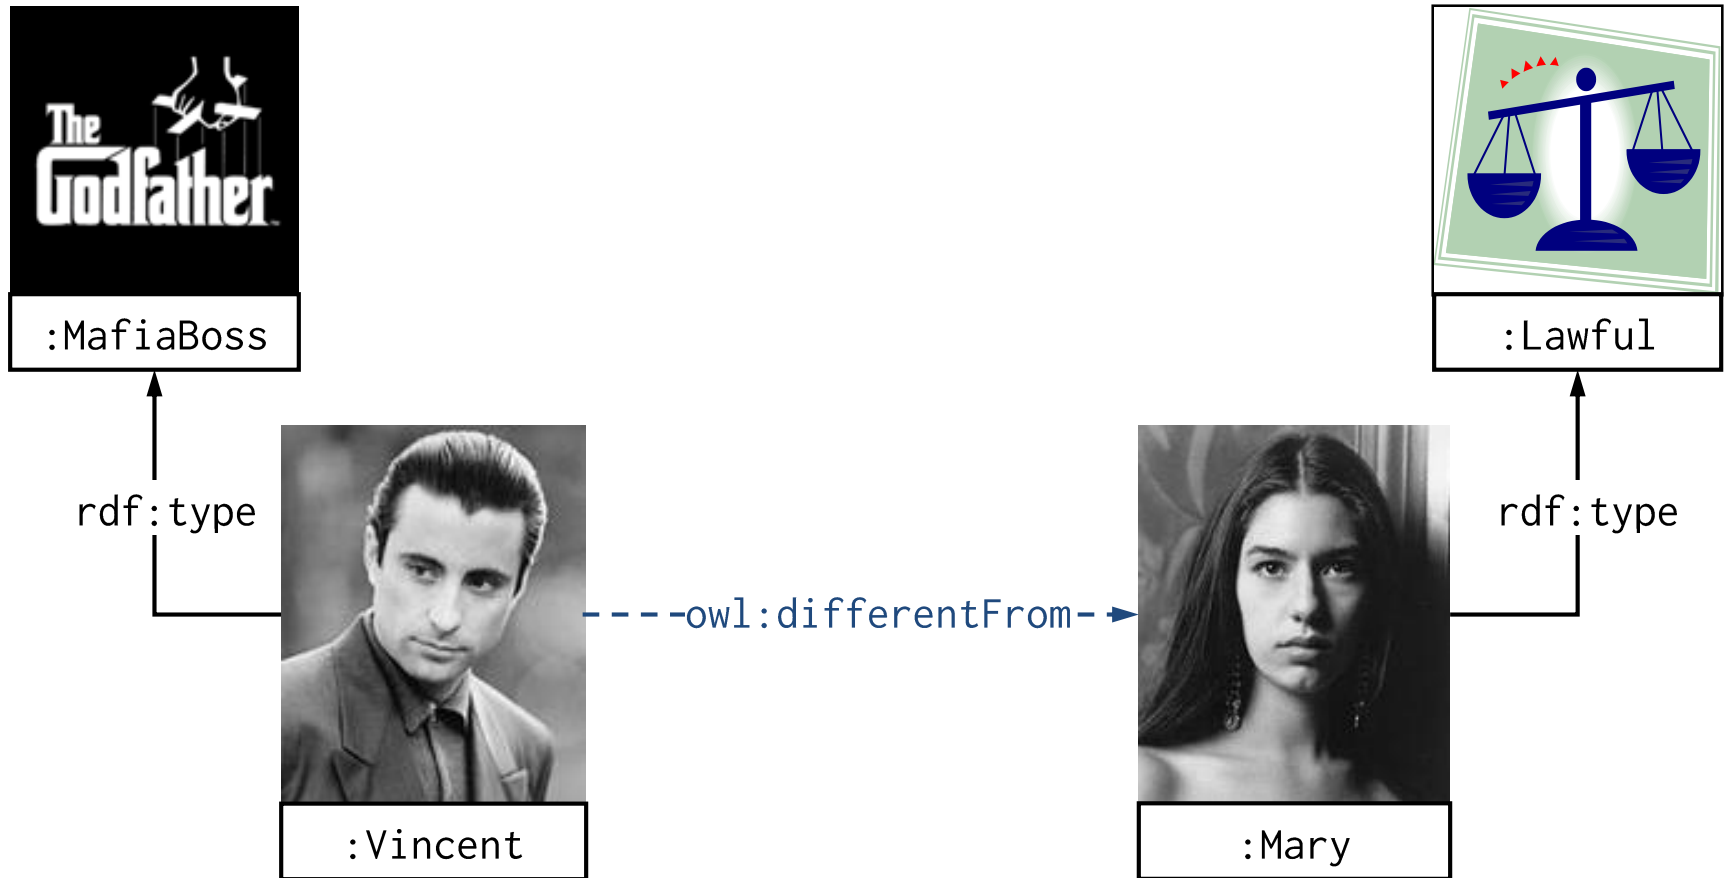 The
Godfather
:MafiaBoss
:Lawful
rdf:type
rdf:type
owl:differentFrom
:Vincent
:Mary